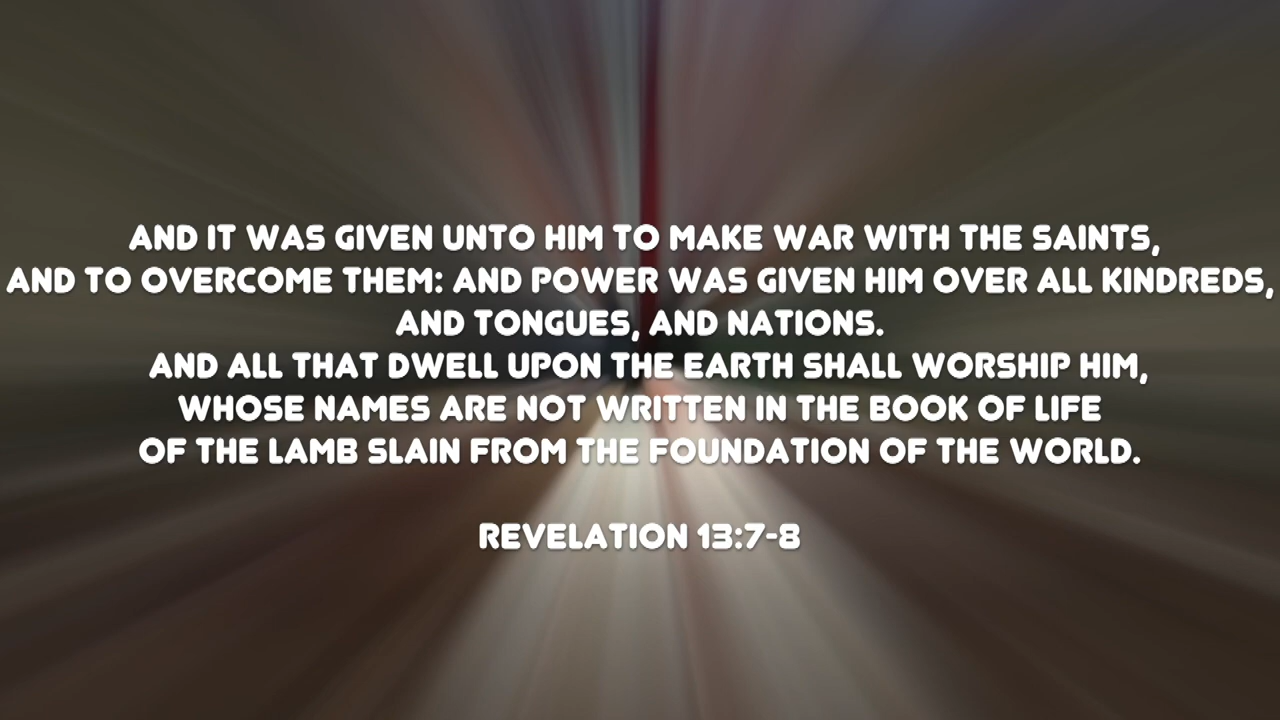 AND IT WAS GIVEN UNTO HIM TO MAKE WAR WITH THE SAINTS,
AND TO OVERCOME THEM: AND POWER WAS GIVEN HIM OVER ALL KINDREDS,
AND TONGUES, AND NATIONS.
AND ALL THAT DWELL UPON THE EARTH SHALL WORSHIP HIM,
WHOSE NAMES ARE NOT WRITTEN IN THE BOOK OF LIFE
OF THE LAMB SLAIN FROM THE FOUNDATION OF THE WORLD.
REVELATION 13:7-8